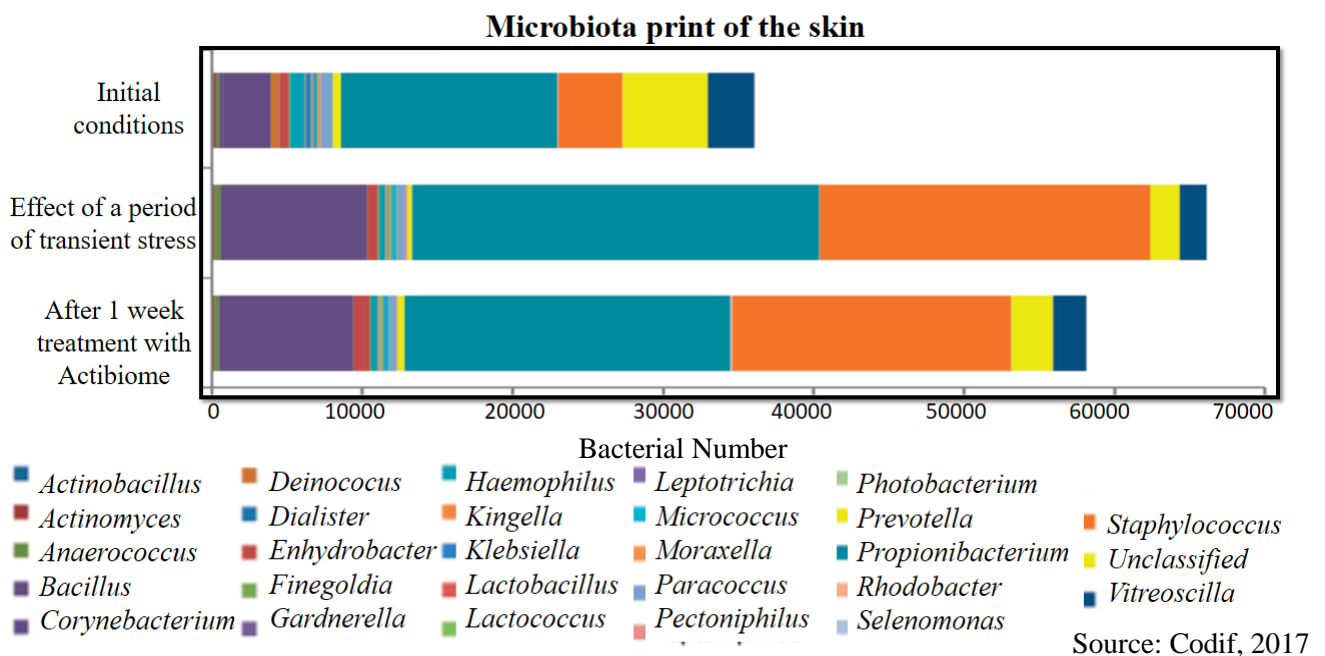 Microbiota print of the skin
Initial
conditions
Effect of a period
of transient stress
After 1 week
treatment with
Actibiome
0 10000 20000 30000 40000 50000 60000 70000
Bacterial Number
Actinobacillus
Actinomyces
Anaerococcus
Bacillus
Corynebacterium
Deinococus
Dialister
Enhydrobacter
Finegoldia
Gardnerella
Haemophilus
Kingella
Klebsiella
Lactobacillus
Lactococcus
Leptotrichia
Micrococcus
Moraxella
Paracoccus
Pectoniphilus
Photobacterium
Prevotella
Propionibacterium
Rhodobacter
Selenomonas
Staphylococcus
Unclassified
Vitreoscilla
Source: Codif, 2017